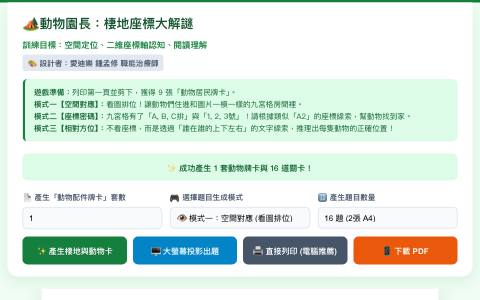 🏕️動物園長：棲地座標大解謎
訓練目標：空間定位、二維座標軸認知、閱讀理解
🎨 設計者：愛迪樂 鍾孟修 職能治療師
遊戲準備：列印第一頁並剪下，獲得 9 張「動物居民牌卡」。
模式一【空間對應】：看圖排位！讓動物們住進和圖片一模一樣的九宮格房間裡。
模式二【座標密碼】：九宮格有了「A, B, C排」與「1, 2, 3號」！請根據類似「A2」的座標線索，幫動物找到家。
模式三【相對方位】：不看座標，而是透過「誰在誰的上下左右」的文字線索，推理出每隻動物的正確位置！
✨ 成功產生 1 套動物牌卡與 16 道關卡！
產生「動物配件牌卡」套數
🎮 選擇題目生成模式
🔢 產生題目數量
1
👁️ 模式一：空間對應 (看圖排位)
16 題 (2張 A4)
✨ 產生棲地與動物卡
🖥️ 大螢幕投影出題
🖨️ 直接列印 (電腦推薦)
📱 下載 PDF